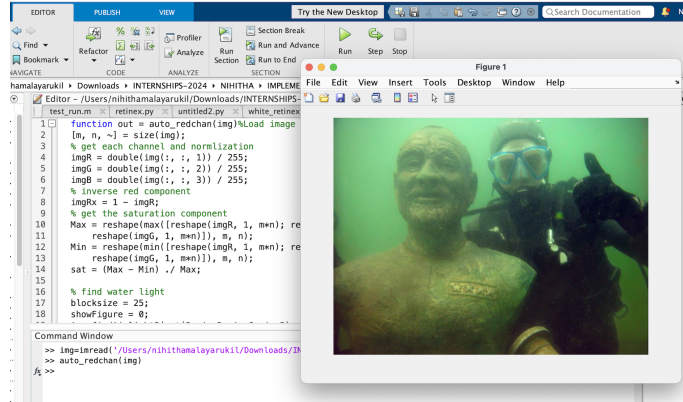 EDITOR PUBLISH VIEW
Try the New Desktop
Search Documentation
Find
Bookmark
NAVIGATE
Refactor
CODE
Profiler
Analyze
ANALYZE
Run Section
Section Break
Run and Advance
Run to End
SECTION
Run Step Stop
hamalayarukil Downloads INTERNSHIPS-2024 NIHITHA IMPLEME
Editor - /Users/nihithamalayarukil/Downloads/INTERNSHIPS-
test_run.m retinex.py untitled2.py white_retinex
1 function out = auto_redchan(img)%Load image
2 [m, n, ~] = size(img);
3 % get each channel and normlization
4 imgR = double(img(:, :, 1)) / 255;
5 imgG = double(img(:, :, 2)) / 255;
6 imgB = double(img(:, :, 3)) / 255;
7 % inverse red component
8 imgRx = 1 - imgR;
9 % get the saturation component
10 Max = reshape(max([reshape(imgR, 1, m*n); re
11 reshape(imgG, 1, m*n)]), m, n);
12 Min = reshape(min([reshape(imgR, 1, m*n); re
13 reshape(imgG, 1, m*n)]), m, n);
14 sat = (Max - Min) ./ Max;
15
16 % find water light
17 blocksize = 25;
18 showFigure = 0;
Command Window
>> img=imread('/Users/nihithamalayarukil/Downloads/IN
>> auto_redchan(img)
fx >>
Figure 1
File Edit View Insert Tools Desktop Window Help